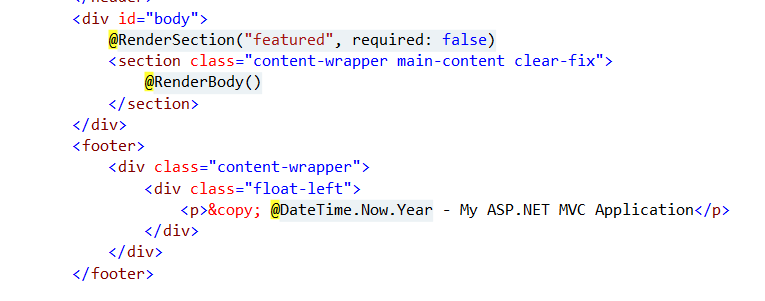 </header>
<div id="body">
@RenderSection("featured", required: false)
<section class="content-wrapper main-content clear-fix">
@RenderBody()
</section>
</div>
<footer>
<div class="content-wrapper">
<div class="float-left">
<p>&copy; @DateTime.Now.Year - My ASP.NET MVC Application</p>
</div>
</div>
</footer>